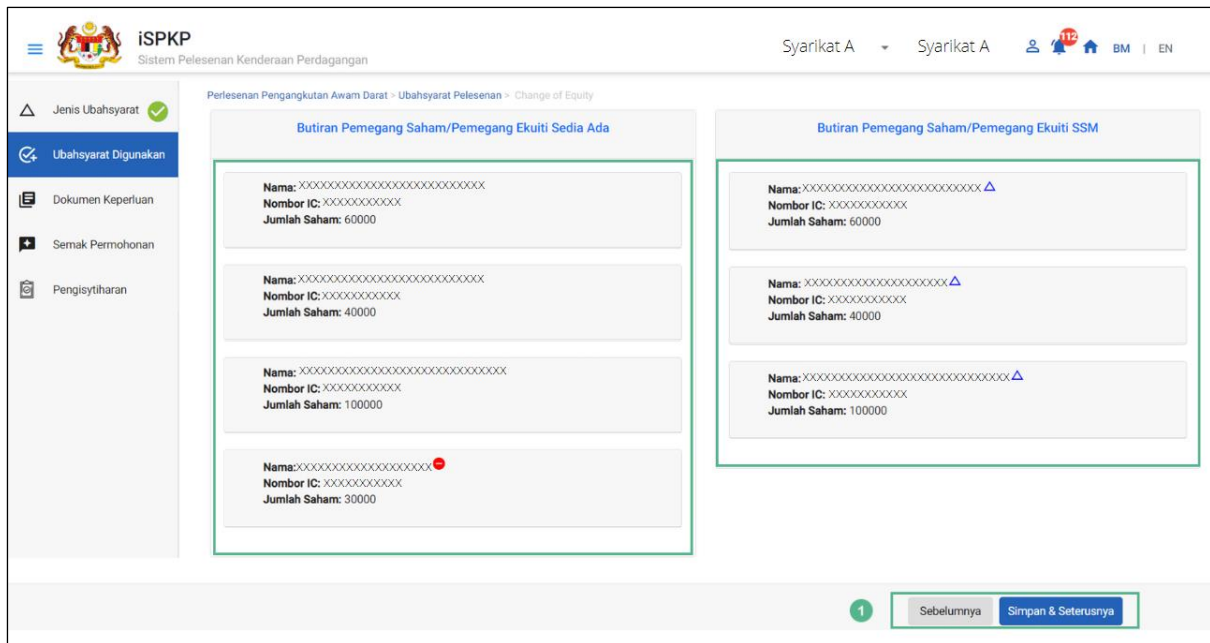 iSPKP
Sistem Pelesenan Kenderaan Perdagangan
Syarikat A
Syarikat A
112
BM | EN
Jenis Ubahsyarat
Ubahsyarat Digunakan
Dokumen Keperluan
Semak Permohonan
Pengisytiharan
Perlesenan Pengangkutan Awam Darat > Ubahsyarat Pelesenan > Change of Equity
Butiran Pemegang Saham/Pemegang Ekuiti Sedia Ada
Nama: XXXXXXXXXXXXXXXXXXXXXXXXXX
Nombor IC: XXXXXXXXXXX
Jumlah Saham: 60000
Nama: XXXXXXXXXXXXXXXXXXXXXXXXXX
Nombor IC: XXXXXXXXXXX
Jumlah Saham: 40000
Nama: XXXXXXXXXXXXXXXXXXXXXXXXXXXXX
Nombor IC: XXXXXXXXXXX
Jumlah Saham: 100000
Nama:XXXXXXXXXXXXXXXXXXX
Nombor IC: XXXXXXXXXXX
Jumlah Saham: 30000
Butiran Pemegang Saham/Pemegang Ekuiti SSM
Nama: XXXXXXXXXXXXXXXXXXXXXXXXX
Nombor IC: XXXXXXXXXXX
Jumlah Saham: 60000
Nama: XXXXXXXXXXXXXXXXXXXX
Nombor IC: XXXXXXXXXXX
Jumlah Saham: 40000
Nama: XXXXXXXXXXXXXXXXXXXXXXXXXXXXX
Nombor IC: XXXXXXXXXXX
Jumlah Saham: 100000
1
Sebelumnya
Simpan & Seterusnya